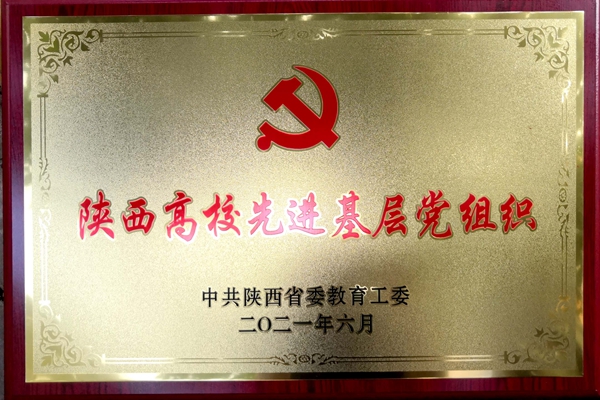 陕西高校先进基层党组织
中共陕西省委教育工委
二〇二一年六月